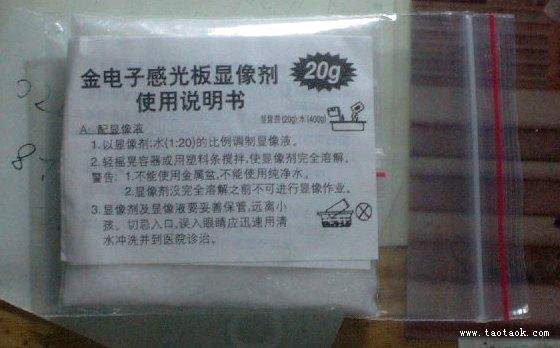 金电子感光板显像剂
20g
使用说明书
显像剂(20g)水(400g)
A: 配显像液
1. 以显像剂:水(1:20)的比例调制显像液。
2. 轻摇晃容器或用塑料条搅拌,使显像剂完全溶解。
警告: 1. 不能使用金属盆,不能使用纯净水。
2. 显像剂没完全溶解之前不可进行显像作业。
3. 显像剂及显像液要妥善保管,远离小
孩。切忌入口,误入眼睛应迅速用清
水冲洗并到医院诊治。
www.taotaok.com